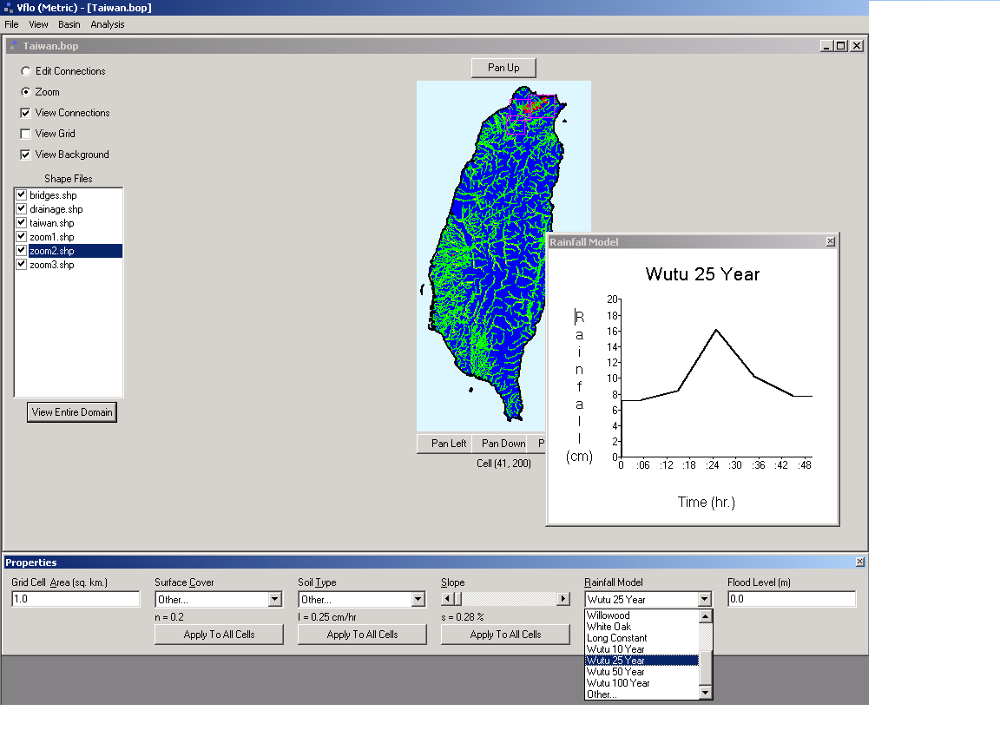 Vflo (Metric) - [Taiwan.bop]
File View Basin Analysis
Taiwan.bop
Edit Connections
Zoom
View Connections
View Grid
View Background
Shape Files
bridges.shp
drainage.shp
taiwan.shp
zoom1.shp
zoom2.shp
zoom3.shp
View Entire Domain
Pan Up
Pan Left Pan Down P
Cell (41, 200)
Rainfall Model
Wutu 25 Year
Rainfall
(cm)
20
18
16
14
12
10
8
6
4
2
0
0 :06 :12 :18 :24 :30 :36 :42 :48
Time (hr.)
Properties
Grid Cell Area (sq. km.) Surface Cover Soil Type Slope Rainfall Model Flood Level (m)
1.0 Other... Other... Wutu 25 Year 0.0
n = 0.2 I = 0.25 cm/hr s = 0.28 %
Apply To All Cells Apply To All Cells Apply To All Cells
Willowood
White Oak
Long Constant
Wutu 10 Year
Wutu 25 Year
Wutu 50 Year
Wutu 100 Year
Other...